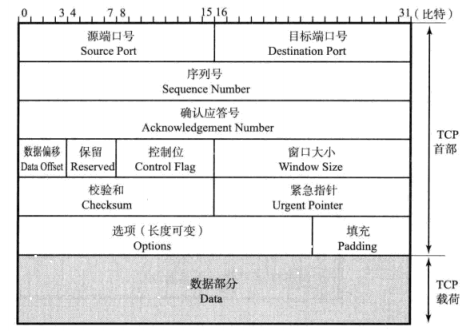 0 3 4 7 8 15 16 31 (比特)
源端口号 目标端口号
Source Port Destination Port
序列号
Sequence Number
确认应答号
Acknowledgement Number
数据偏移 保留 控制位 窗口大小
Data Offset Reserved Control Flag Window Size
校验和 紧急指针
Checksum Urgent Pointer
选项（长度可变） 填充
Options Padding
TCP
首部
数据部分
Data
TCP
载荷